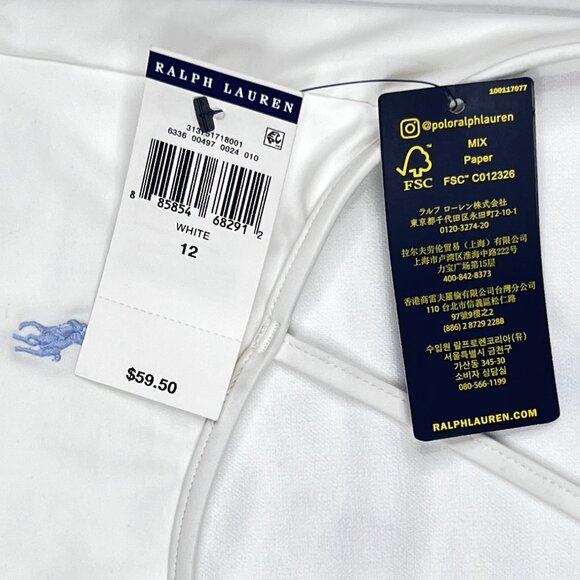 RALPH LAUREN
313751718001
6336 00497 0024 010
8 85854 68291 2
WHITE
12
$59.50
100117077
@poloralphlauren
MIX
Paper
FSC
FSC™ C012326
ラルフ ローレン株式会社
東京都千代田区永田町2-10-1
0120-3274-20
拉尔夫劳伦贸易（上海）有限公司
上海市卢湾区淮海中路222号
力宝广场第15层
400-842-8373
香港商雷夫羅倫有限公司台灣分公司
110 台北市信義區松仁路
97號9樓之2
(886) 2 8729 2288
수입원 랄프로렌코리아(유)
서울특별시 금천구
가산동 345-30
소비자 상담실
080-566-1199
RALPHLAUREN.COM